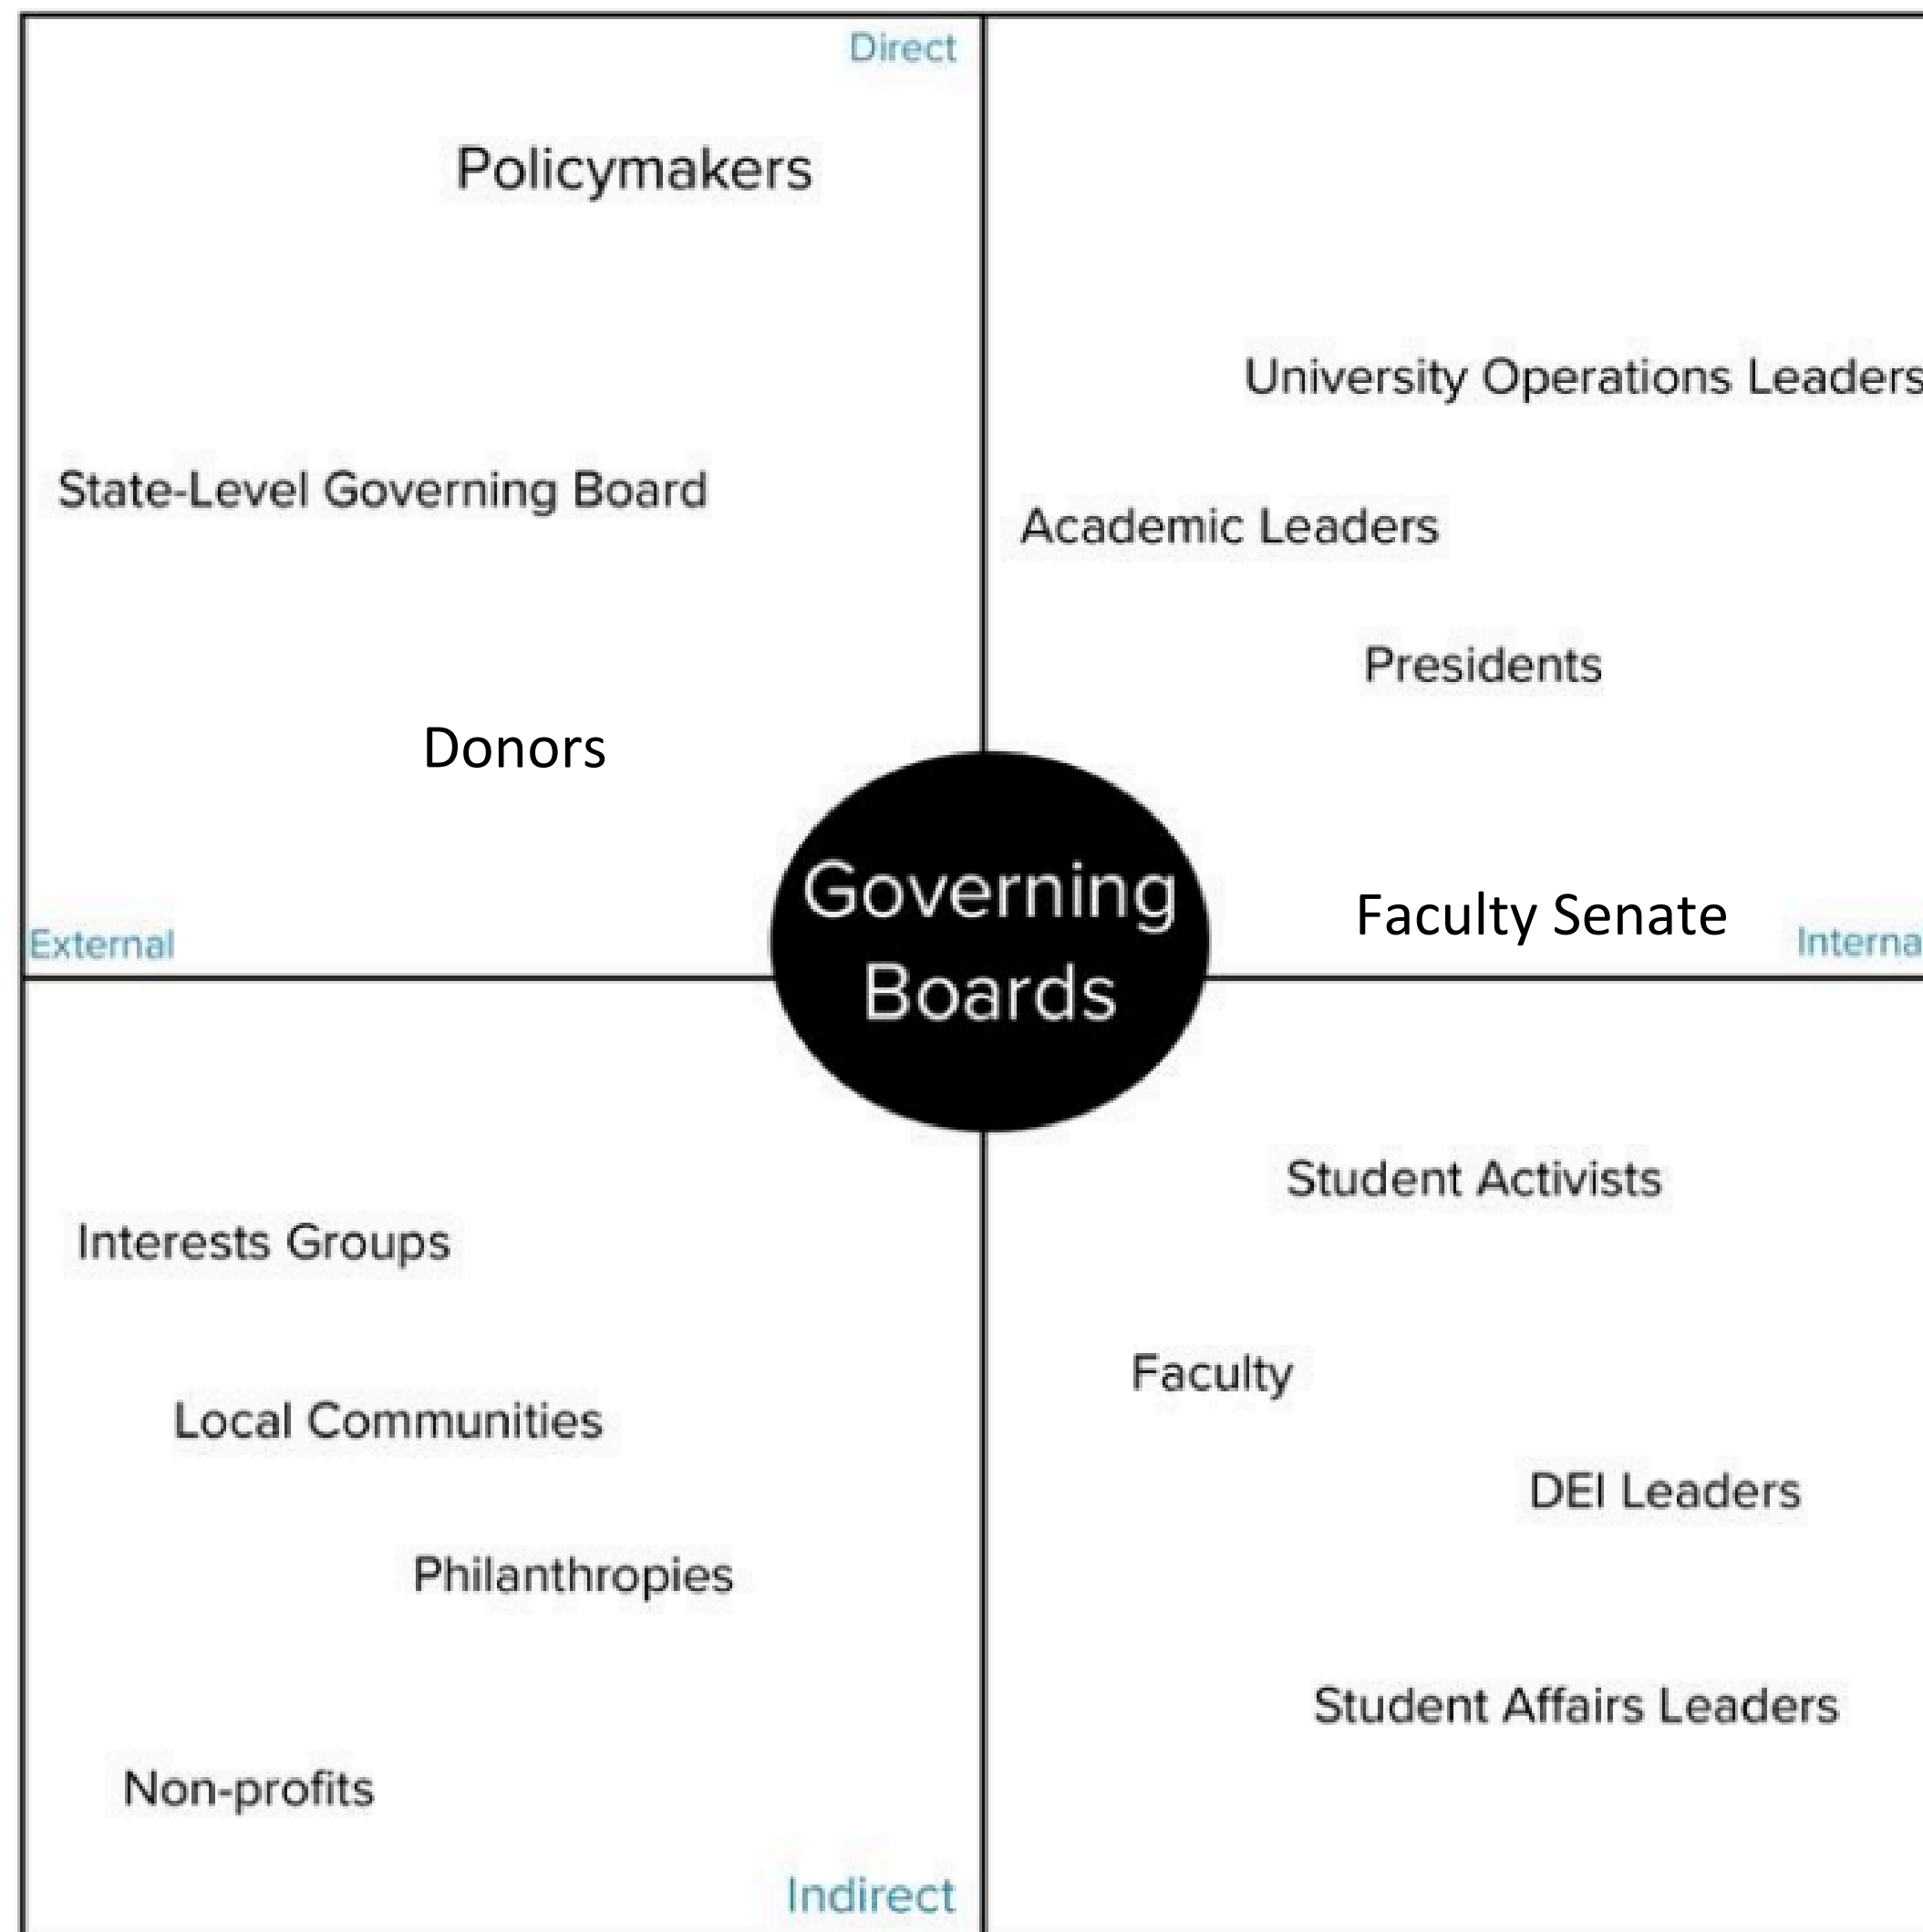 Direct
Policymakers
University Operations Leaders
State-Level Governing Board
Academic Leaders
Presidents
Donors
Governing
Boards
Faculty Senate
External
Interna
Student Activists
Interests Groups
Faculty
Local Communities
DEI Leaders
Philanthropies
Student Affairs Leaders
Non-profits
Indirect